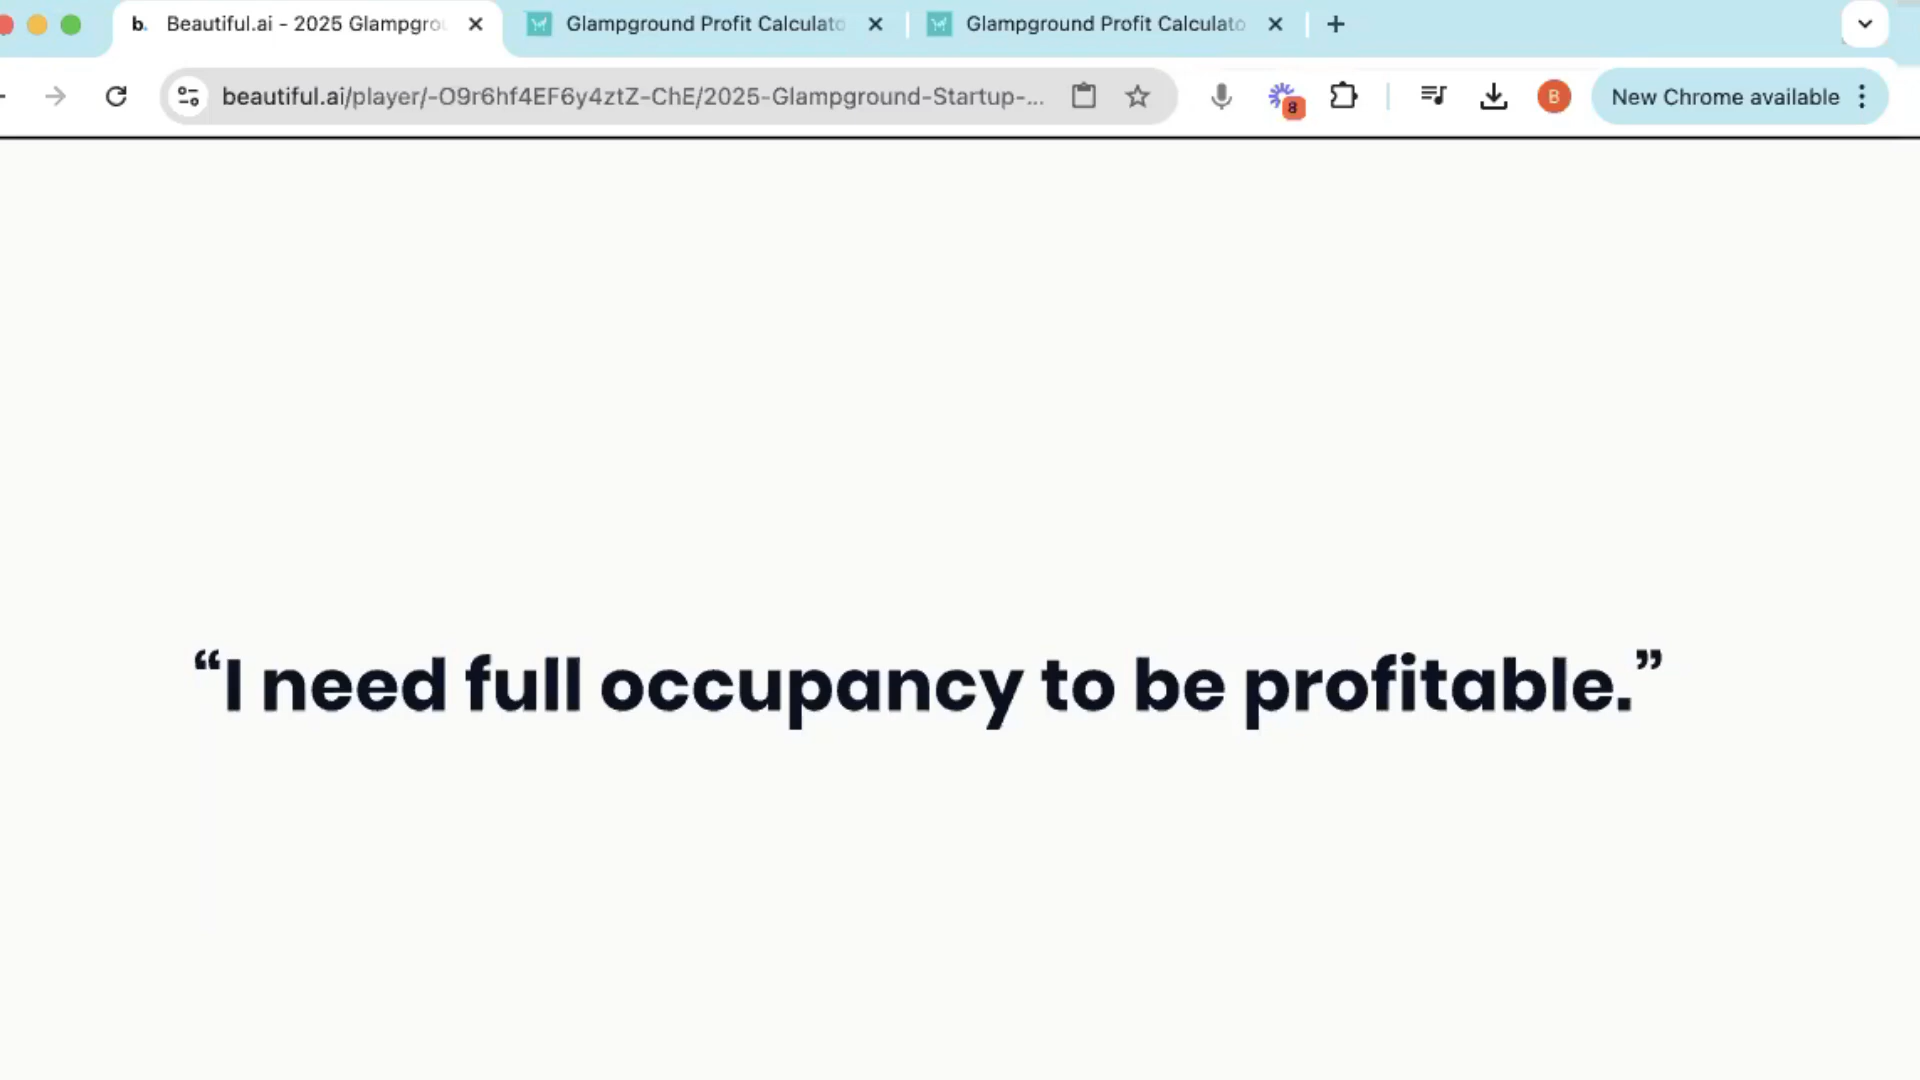 b. Beautiful.ai - 2025 Glampgro
Glampground Profit Calculato
Glampground Profit Calculato
beautiful.ai/player/-O9r6hf4EF6y4ztZ-ChE/2025-Glampground-Startup-...
8
B
New Chrome available
“I need full occupancy to be profitable.”